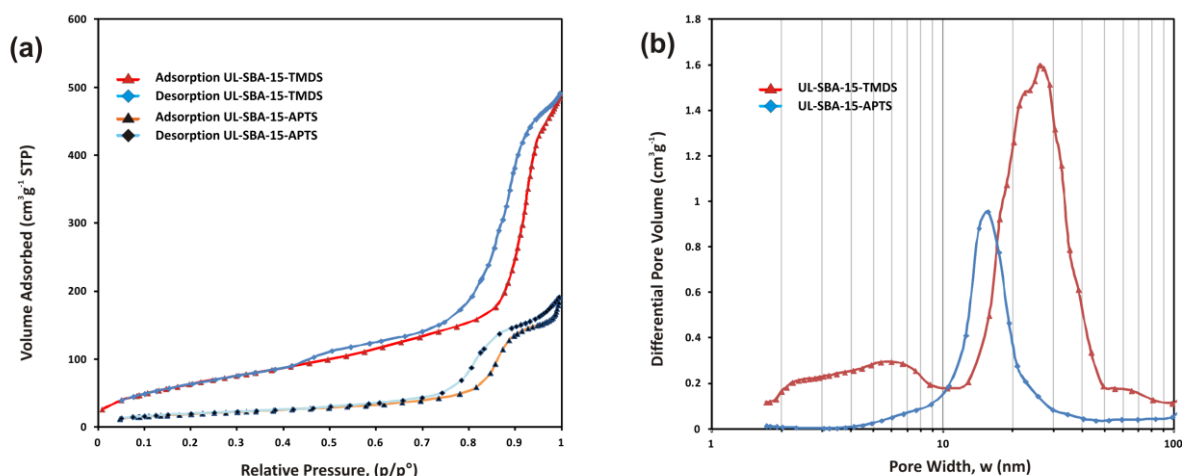 (a)
Volume Adsorbed (cm³g⁻¹ STP)
600
500
400
300
200
100
0
Adsorption UL-SBA-15-TMDS
Desorption UL-SBA-15-TMDS
Adsorption UL-SBA-15-APTS
Desorption UL-SBA-15-APTS
0 0.1 0.2 0.3 0.4 0.5 0.6 0.7 0.8 0.9 1
Relative Pressure, (p/p°)
(b)
Differential Pore Volume (cm³g⁻¹)
1.8
1.6
1.4
1.2
1
0.8
0.6
0.4
0.2
0
UL-SBA-15-TMDS
UL-SBA-15-APTS
1 10 100
Pore Width, w (nm)